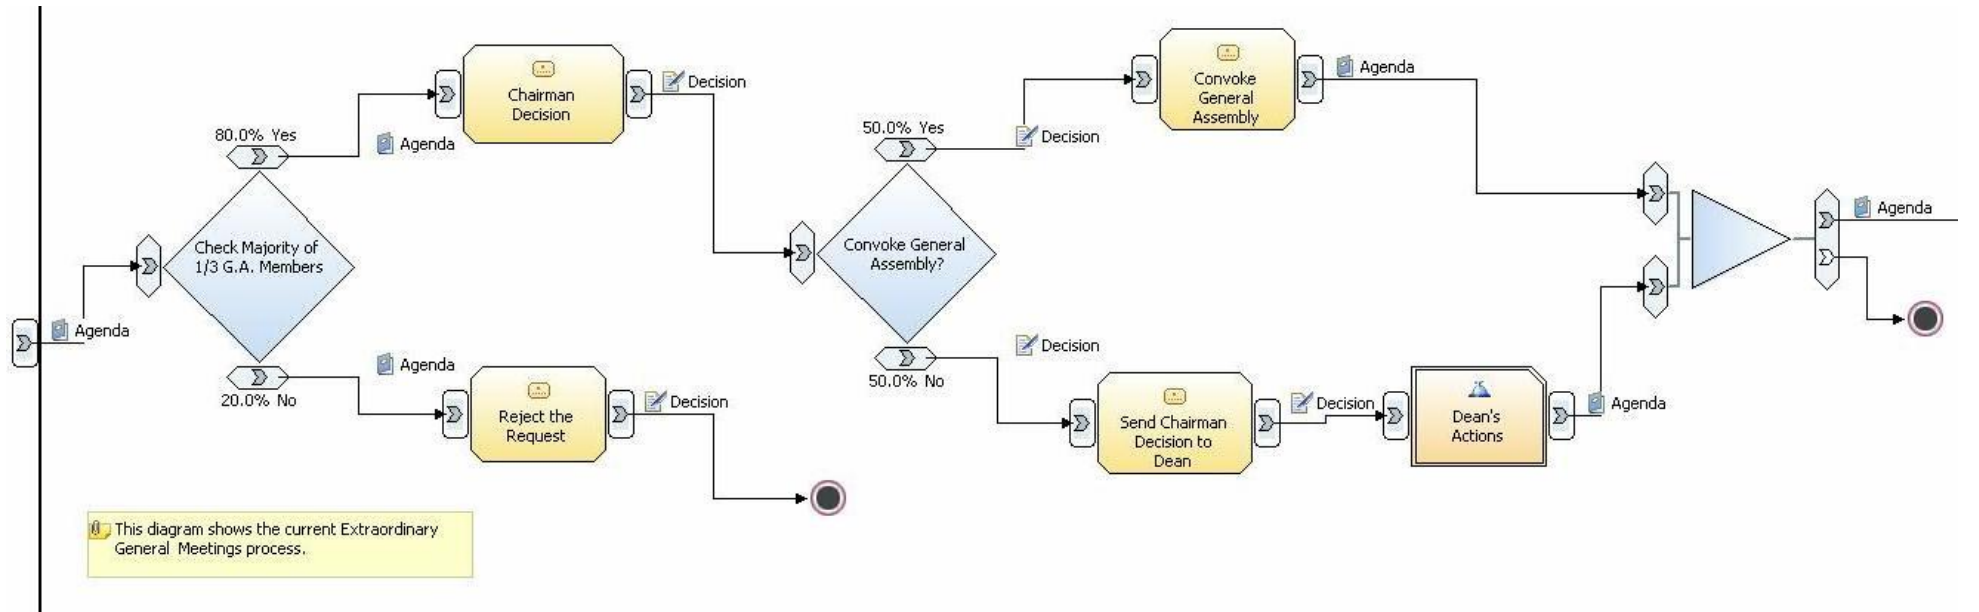 Agenda
80.0% Yes
Check Majority of
1/3 G.A. Members
20.0% No
Agenda
Chairman
Decision
Decision
Agenda
Reject the
Request
Decision
50.0% Yes
Convoke General
Assembly?
50.0% No
Decision
Convoke
General
Assembly
Agenda
Decision
Send Chairman
Decision to
Dean
Decision
Dean's
Actions
Agenda
Agenda
This diagram shows the current Extraordinary
General Meetings process.